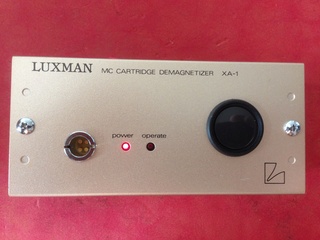 LUXMAN MC CARTRIDGE DEMAGNETIZER XA-1
power operate